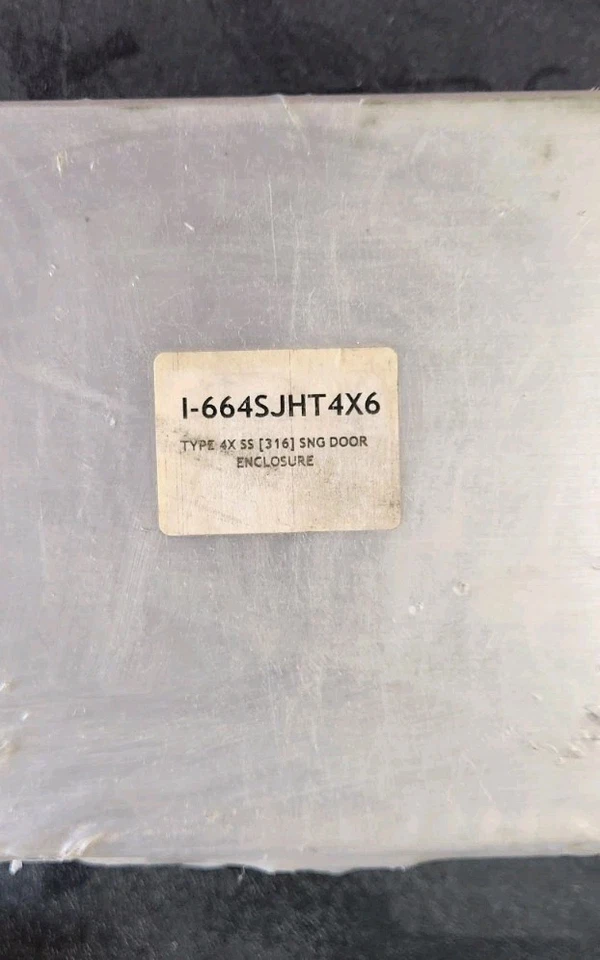 I-664SJHT4X6
TYPE 4X SS [316] SNG DOOR
ENCLOSURE